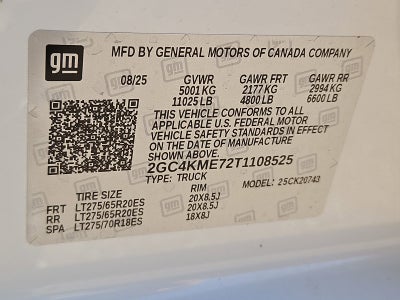 gm
MFD BY GENERAL MOTORS OF CANADA COMPANY
08/25 GVWR GAWR FRT GAWR RR
5001 KG 2177 KG 2994 KG
11025 LB 4800 LB 6600 LB
THIS VEHICLE CONFORMS TO ALL
APPLICABLE U.S. FEDERAL MOTOR
VEHICLE SAFETY STANDARDS IN EFFECT
ON THE DATE OF MANUFACTURE SHOWN ABOVE.
2GC4KME72T1108525
TYPE: TRUCK MODEL: 25CK20743
TIRE SIZE RIM
FRT LT275/65R20ES 20X8.5J
RR LT275/65R20ES 20X8.5J
SPA LT275/70R18ES 18X8J